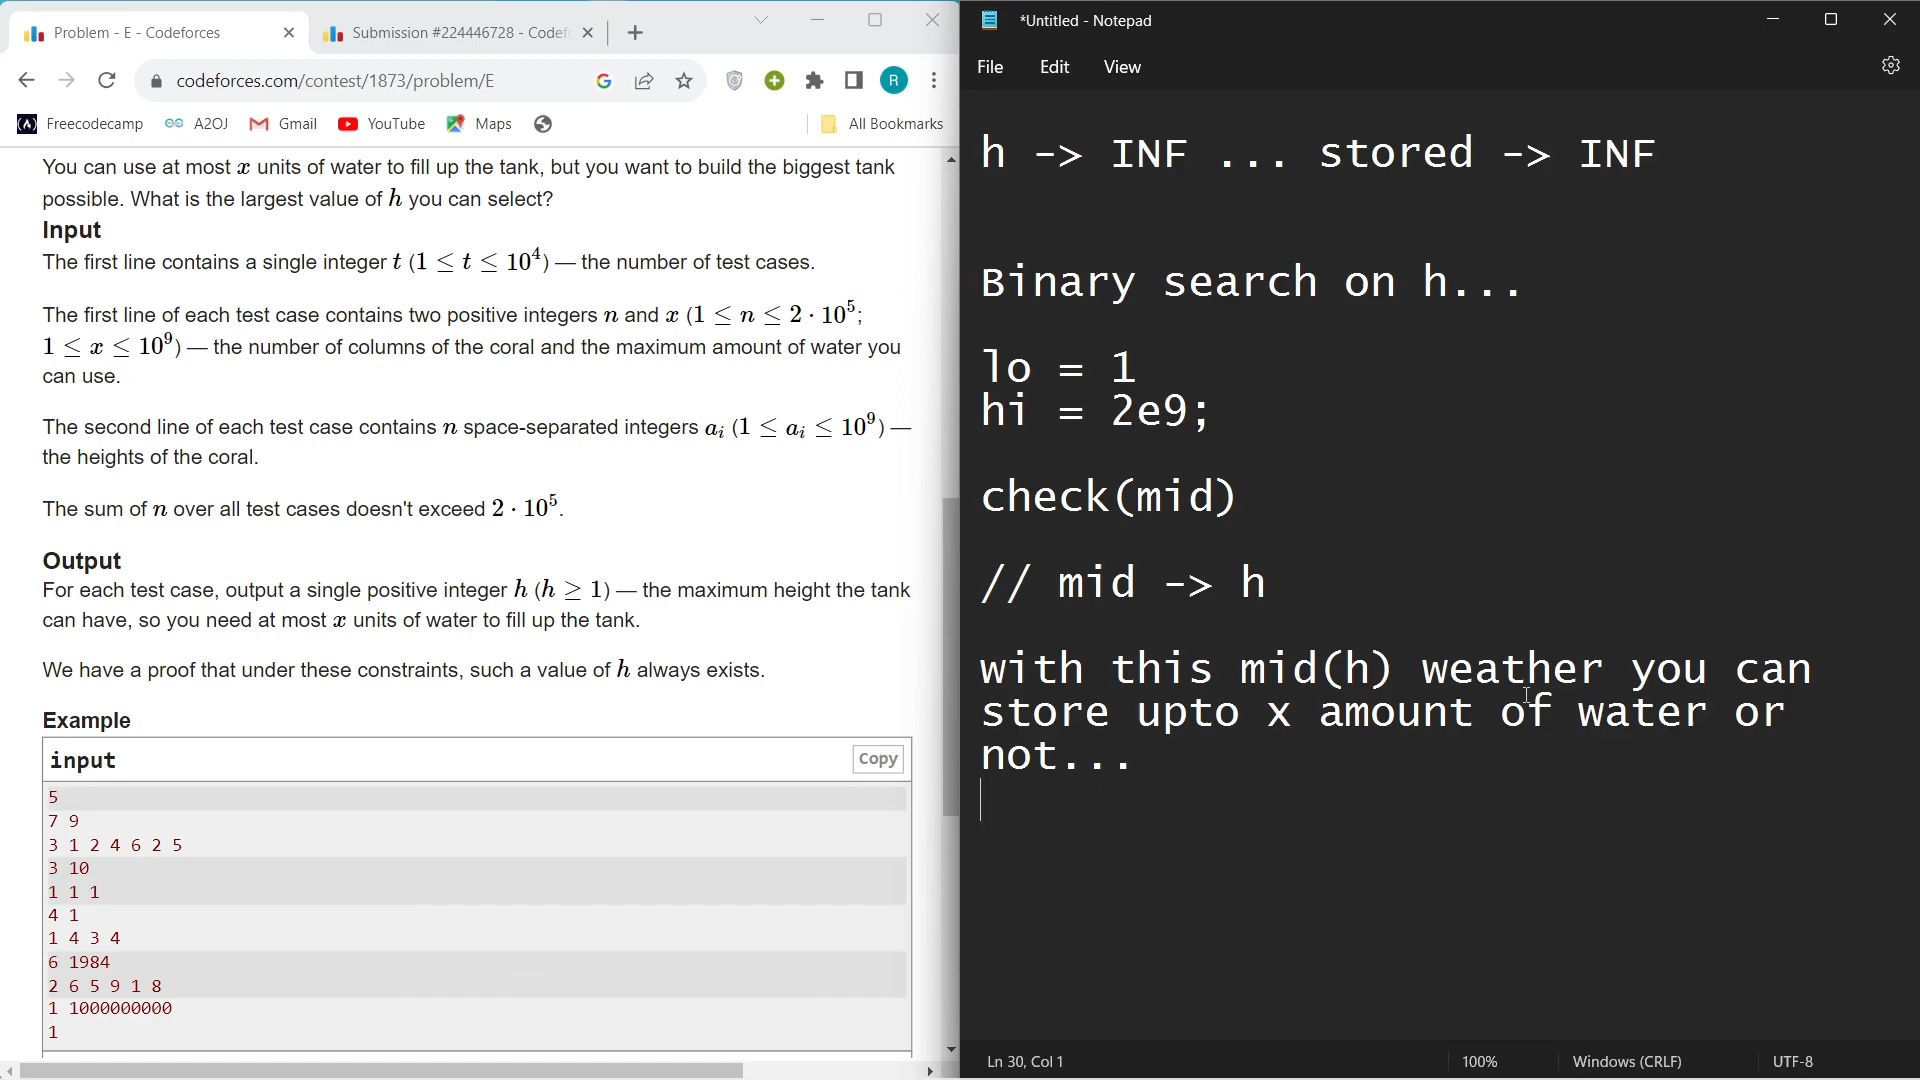 Problem - E - Codeforces
Submission #224446728 - Codef
*Untitled - Notepad
codeforces.com/contest/1873/problem/E
R
File Edit View
Freecodecamp A2OJ Gmail YouTube Maps All Bookmarks
You can use at most x units of water to fill up the tank, but you want to build the biggest tank
possible. What is the largest value of h you can select?
Input
The first line contains a single integer t (1 ≤ t ≤ 10^4) — the number of test cases.
The first line of each test case contains two positive integers n and x (1 ≤ n ≤ 2 · 10^5;
1 ≤ x ≤ 10^9) — the number of columns of the coral and the maximum amount of water you
can use.
The second line of each test case contains n space-separated integers a_i (1 ≤ a_i ≤ 10^9) —
the heights of the coral.
The sum of n over all test cases doesn't exceed 2 · 10^5.
Output
For each test case, output a single positive integer h (h ≥ 1) — the maximum height the tank
can have, so you need at most x units of water to fill up the tank.
We have a proof that under these constraints, such a value of h always exists.
Example
input
Copy
5
7 9
3 1 2 4 6 2 5
3 10
1 1 1
4 1
1 4 3 4
6 1984
2 6 5 9 1 8
1 1000000000
1
h -> INF ... stored -> INF
Binary search on h...
lo = 1
hi = 2e9;
check(mid)
// mid -> h
with this mid(h) weather you can
store upto x amount of water or
not...
Ln 30, Col 1
100%
Windows (CRLF)
UTF-8